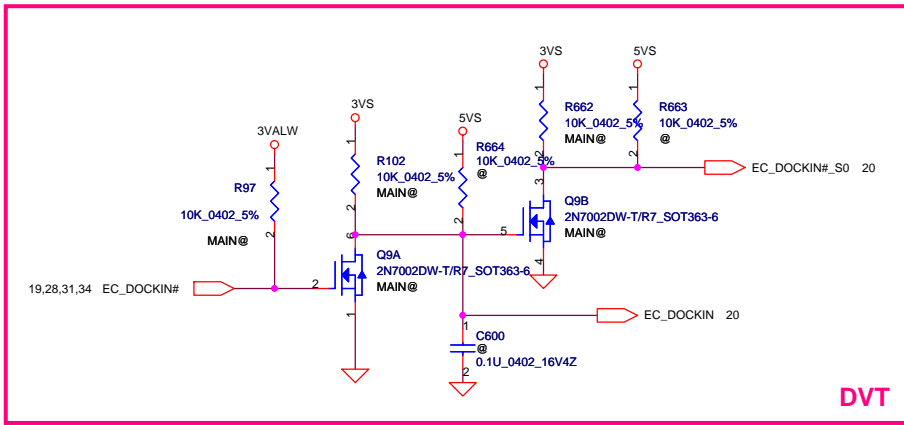 3VS
5VS
1
1
R662
10K_0402_5%
MAIN@
2
R663
10K_0402_5%
@
2
3VS
5VS
3VALW
1
1
1
R102
10K_0402_5%
MAIN@
2
R664
10K_0402_5%
@
2
R97
10K_0402_5%
MAIN@
2
EC_DOCKIN#_S0 20
3
Q9B
2N7002DW-T/R7_SOT363-6
MAIN@
5
4
6
Q9A
2N7002DW-T/R7_SOT363-6
MAIN@
2
1
19,28,31,34 EC_DOCKIN#
EC_DOCKIN 20
1
C600
@
0.1U_0402_16V4Z
2
DVT